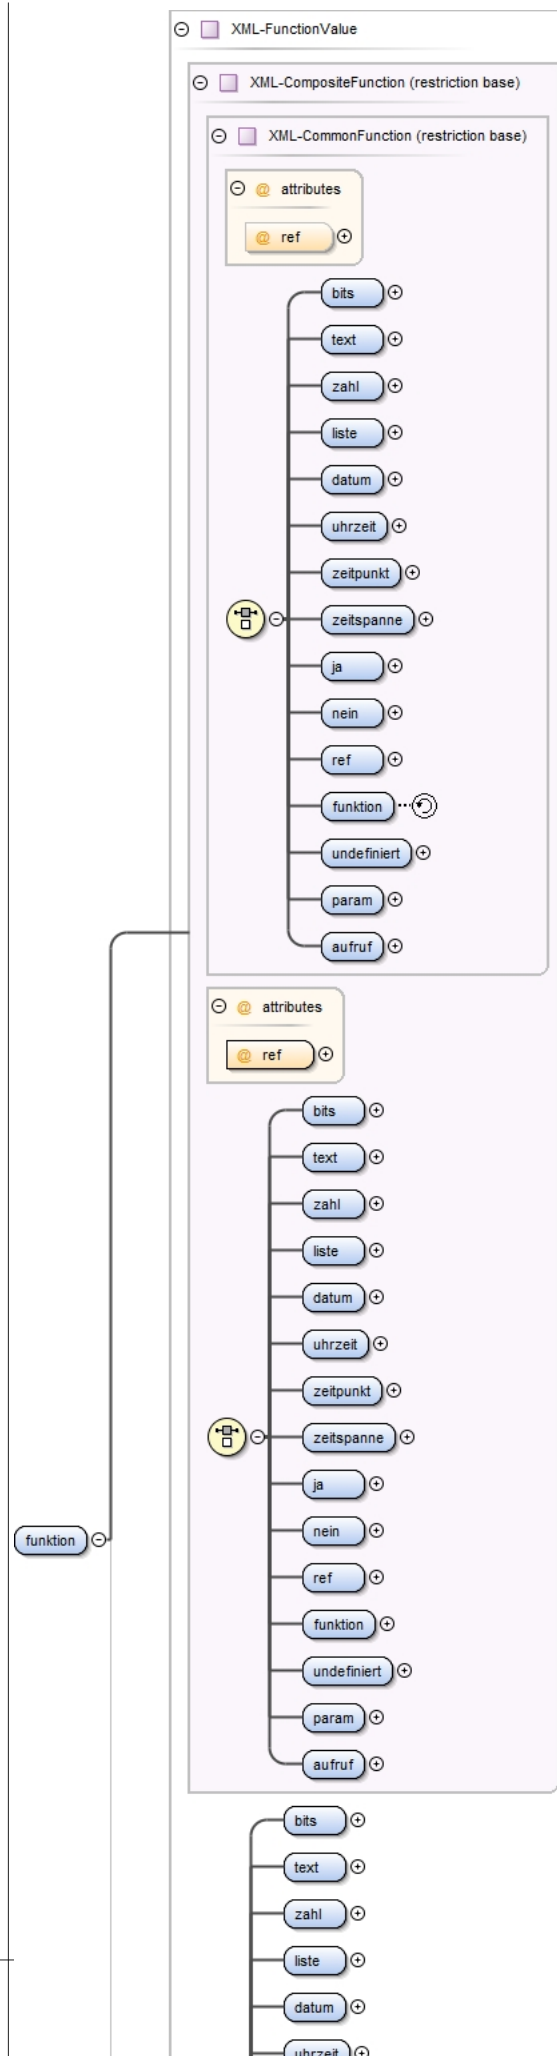 XML-FunctionValue
XML-CompositeFunction (restriction base)
XML-CommonFunction (restriction base)
@ attributes
@ ref
bits
text
zahl
liste
datum
uhrzeit
zeitpunkt
zeitspanne
ja
nein
ref
funktion
undefiniert
param
aufruf
@ attributes
@ ref
bits
text
zahl
liste
datum
uhrzeit
zeitpunkt
zeitspanne
ja
nein
funktion
ref
funktion
undefiniert
param
aufruf
bits
text
zahl
liste
datum
uhrzeit